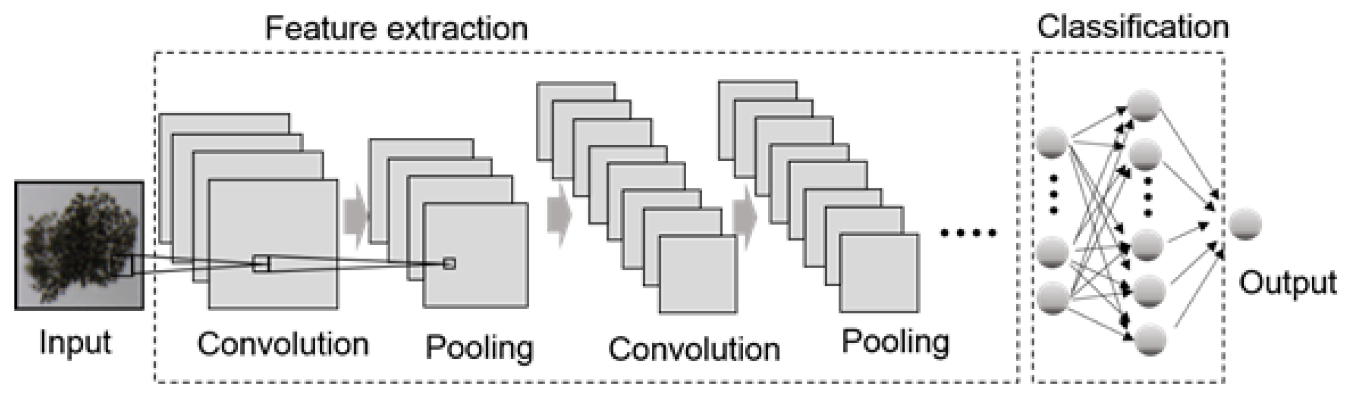 Feature extraction
Classification
Input
Convolution
Pooling
Convolution
Pooling
Output